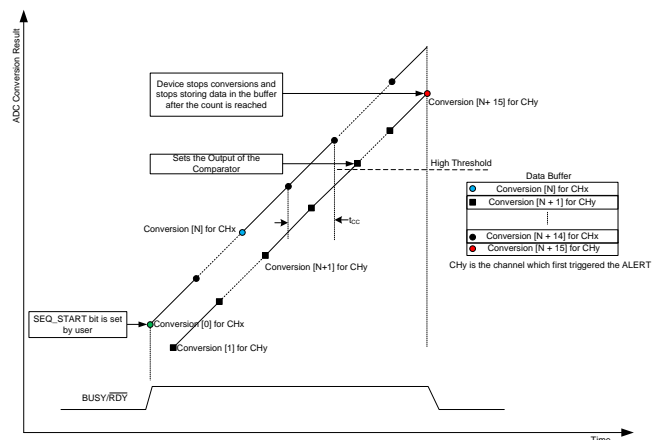 ADC Conversion Result
Device stops conversions and
stops storing data in the buffer
after the count is reached
Conversion [N+ 15] for CHy
Sets the Output of the
Comparator
High Threshold
Data Buffer
Conversion [N] for CHx
Conversion [N + 1] for CHy
Conversion [N + 14] for CHx
Conversion [N + 15] for CHy
CHy is the channel which first triggered the ALERT
tCC
Conversion [N] for CHx
Conversion [N+1] for CHy
SEQ_START bit is set
by user
Conversion [0] for CHx
Conversion [1] for CHy
BUSY/RDY
Time